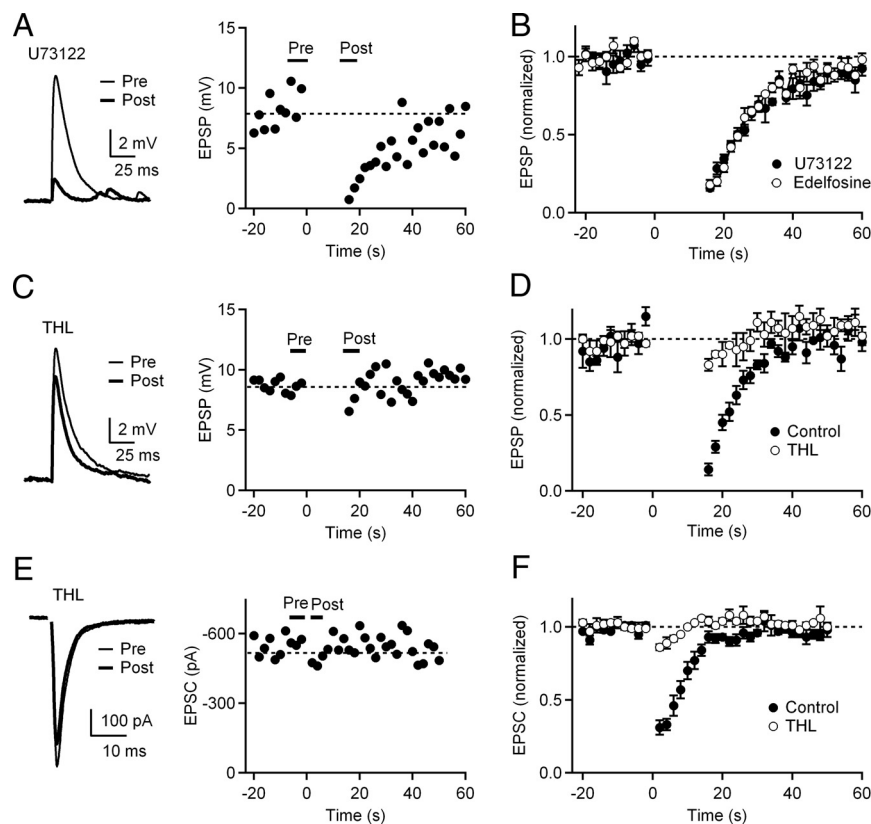 A
U73122
Pre
Post
2 mV
25 ms
Pre Post
15
10
5
0
EPSP (mV)
-20 0 20 40 60
Time (s)
B
1.0
0.5
0.0
EPSP (normalized)
U73122
Edelfosine
-20 0 20 40 60
Time (s)
C
THL
Pre
Post
2 mV
25 ms
Pre Post
15
10
5
0
EPSP (mV)
-20 0 20 40 60
Time (s)
D
1.0
0.5
0.0
EPSP (normalized)
Control
THL
-20 0 20 40 60
Time (s)
E
THL
Pre
Post
100 pA
10 ms
Pre Post
-600
-300
0
EPSC (pA)
-20 0 20 40 60
Time (s)
F
1.0
0.5
0.0
EPSC (normalized)
Control
THL
-20 0 20 40 60
Time (s)